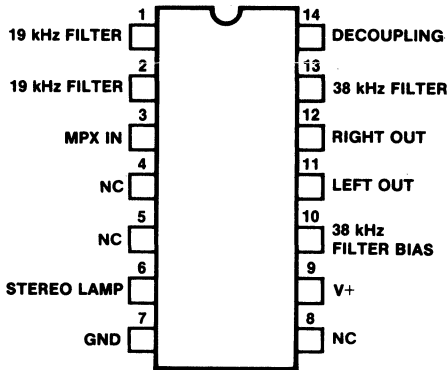 1 14
19 kHz FILTER DECOUPLING
2 13
19 kHz FILTER 38 kHz FILTER
3 12
MPX IN RIGHT OUT
4 11
NC LEFT OUT
5 10
NC 38 kHz
FILTER BIAS
6 9
STEREO LAMP V+
7 8
GND NC